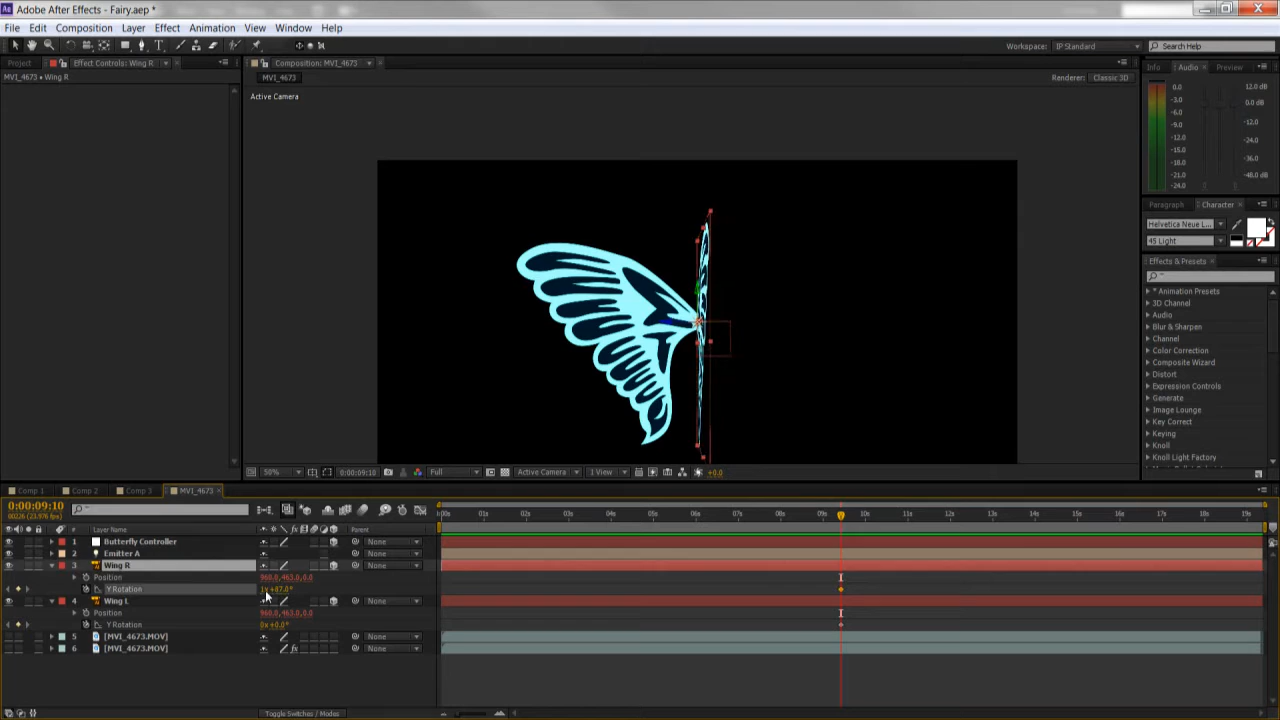 Adobe After Effects - Fairy.aep *
File Edit Composition Layer Effect Animation View Window Help
Workspace: IP Standard Search Help
Project Effect Controls: Wing R Composition: MVI_4673 Info Audio Preview
MVI_4673 • Wing R MVI_4673 Renderer: Classic 3D
Active Camera
0.0 12.0 dB
-3.0 6.0
-6.0 0.0 dB
-9.0 -6.0
-12.0 -12.0
-15.0 -18.0
-18.0 -24.0
-21.0 -36.0
-24.0 -48.0 dB
Paragraph Character
Helvetica Neue L...
45 Light
Effects & Presets
* Animation Presets
3D Channel
Audio
Blur & Sharpen
Channel
Color Correction
Composite Wizard
Distort
Expression Controls
Generate
Image Lounge
Key Correct
Keying
Knoll
Knoll Light Factory
50% 0:00:09:10 Full Active Camera 1 View +0.0
Comp 1 Comp 2 Comp 3 MVI_4673
0:00:09:10
00226 (23.976 fps)
:00s 01s 02s 03s 04s 05s 06s 07s 08s 09s 10s 11s 12s 13s 14s 15s 16s 17s 18s 19s
# Layer Name fx Parent
1 Butterfly Controller None
2 Emitter A None
3 Wing R None
Position 960.0,463.0,0.0
Y Rotation 1x+87.0°
4 Wing L None
Position 960.0,463.0,0.0
Y Rotation 0x+0.0°
5 [MVI_4673.MOV] None
6 [MVI_4673.MOV] fx None
Toggle Switches / Modes